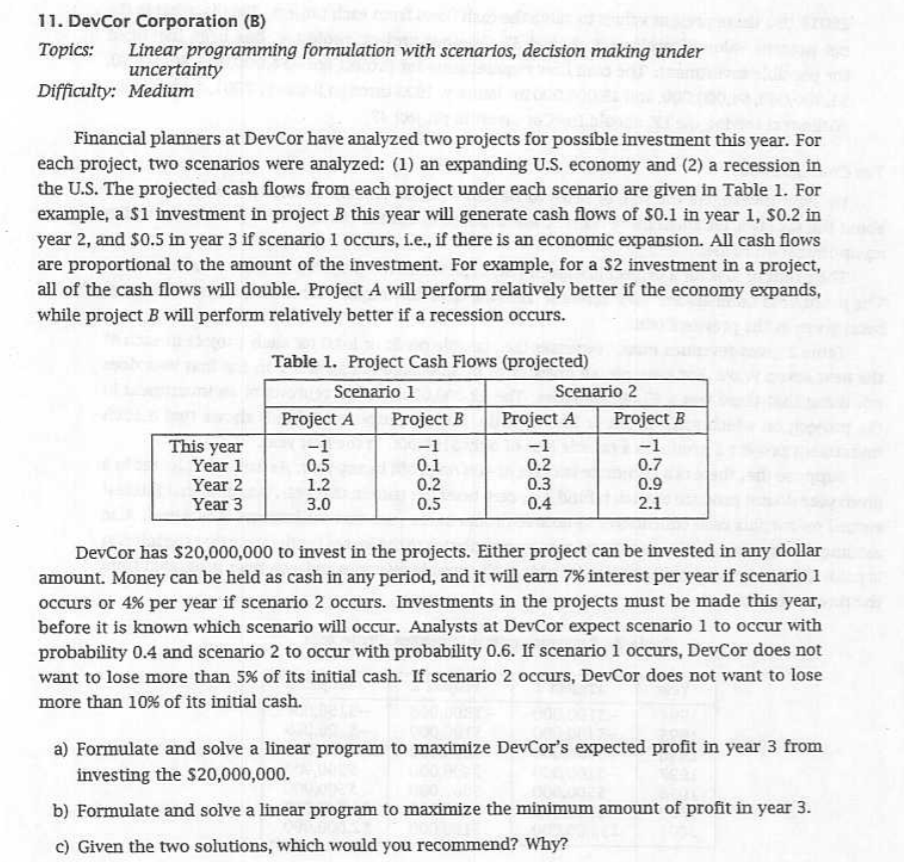 11. DevCor Corporation (B)
Topics: Linear programming formulation with scenarios, decision making under
uncertainty
Difficulty: Medium
Financial planners at DevCor have analyzed two projects for possible investment this year. For
each project, two scenarios were analyzed: (1) an expanding U.S. economy and (2) a recession in
the U.S. The projected cash flows from each project under each scenario are given in Table 1. For
example, a $1 investment in project B this year will generate cash flows of $0.1 in year 1, $0.2 in
year 2, and $0.5 in year 3 if scenario 1 occurs, i.e., if there is an economic expansion. All cash flows
are proportional to the amount of the investment. For example, for a $2 investment in a project,
all of the cash flows will double. Project A will perform relatively better if the economy expands,
while project B will perform relatively better if a recession occurs.
Table 1. Project Cash Flows (projected)
Scenario 1 Scenario 2
Project A Project B Project A Project B
This year −1 −1 −1 −1
Year 1 0.5 0.1 0.2 0.7
Year 2 1.2 0.2 0.3 0.9
Year 3 3.0 0.5 0.4 2.1
DevCor has $20,000,000 to invest in the projects. Either project can be invested in any dollar
amount. Money can be held as cash in any period, and it will earn 7% interest per year if scenario 1
occurs or 4% per year if scenario 2 occurs. Investments in the projects must be made this year,
before it is known which scenario will occur. Analysts at DevCor expect scenario 1 to occur with
probability 0.4 and scenario 2 to occur with probability 0.6. If scenario 1 occurs, DevCor does not
want to lose more than 5% of its initial cash. If scenario 2 occurs, DevCor does not want to lose
more than 10% of its initial cash.
a) Formulate and solve a linear program to maximize DevCor's expected profit in year 3 from
investing the $20,000,000.
b) Formulate and solve a linear program to maximize the minimum amount of profit in year 3.
c) Given the two solutions, which would you recommend? Why?